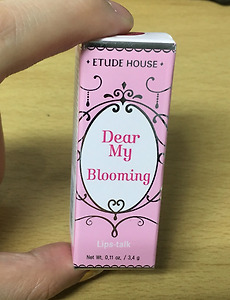 • ETUDE HOUSE •
Dear
My
Blooming
Lips-talk
Net Wt. 0.11 oz. / 3.4 g